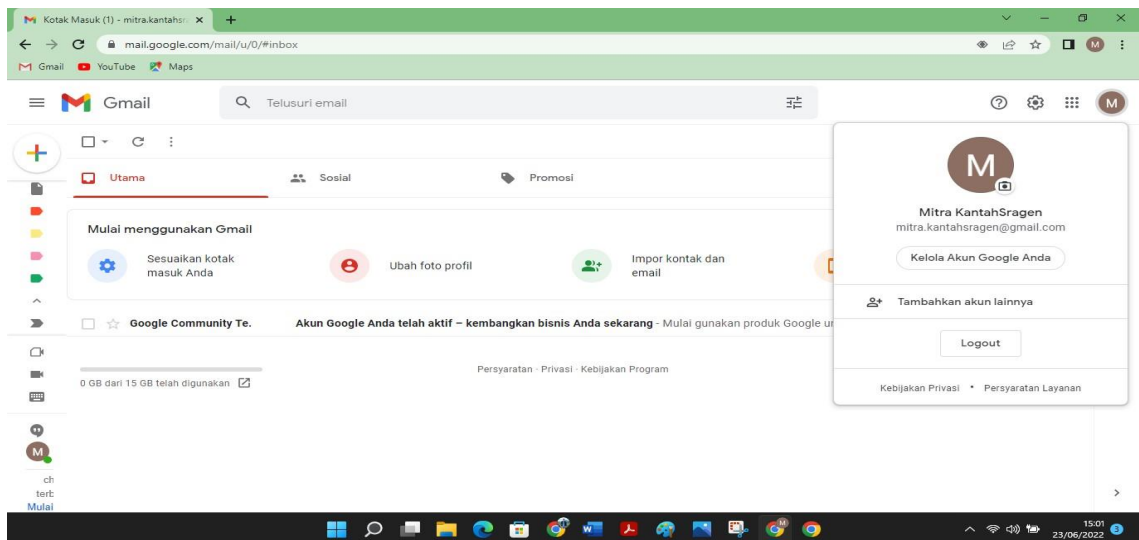 Kotak Masuk (1) - mitra.kantahsr
mail.google.com/mail/u/0/#inbox
M
Gmail YouTube Maps
Gmail
Telusuri email
M
Utama
Sosial
Promosi
M
Mitra KantahSragen
mitra.kantahsragen@gmail.com
Kelola Akun Google Anda
Tambahkan akun lainnya
Logout
Kebijakan Privasi • Persyaratan Layanan
Mulai menggunakan Gmail
Sesuaikan kotak
masuk Anda
Ubah foto profil
Impor kontak dan
email
Google Community Te. Akun Google Anda telah aktif – kembangkan bisnis Anda sekarang - Mulai gunakan produk Google ur
0 GB dari 15 GB telah digunakan
Persyaratan · Privasi · Kebijakan Program
M
ch
terb
Mulai
15:01
23/06/2022
3